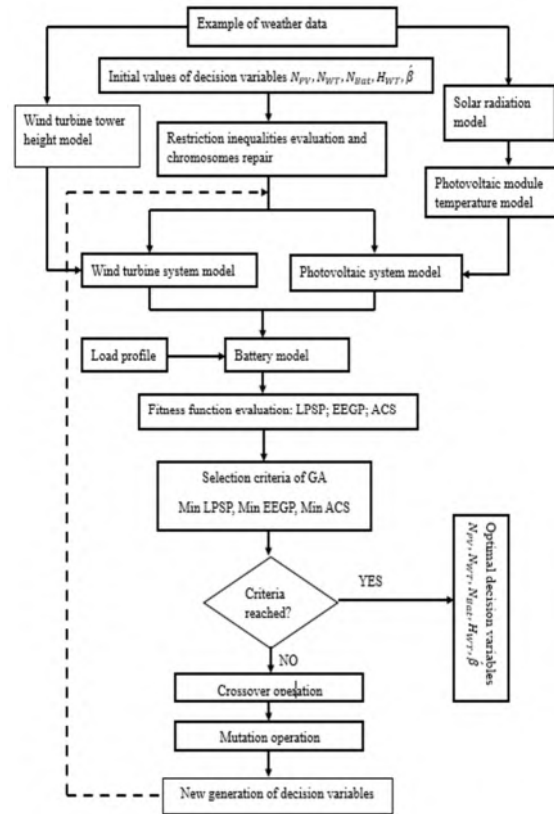 Example of weather data
Initial values of decision variables N_PV, N_WT, N_Bat, H_WT, β́
Wind turbine tower
height model
Restriction inequalities evaluation and
chromosomes repair
Solar radiation
model
Photovoltaic module
temperature model
Wind turbine system model
Photovoltaic system model
Load profile
Battery model
Fitness function evaluation: LPSP; EEGP; ACS
Selection criteria of GA
Min LPSP, Min EEGP, Min ACS
Criteria
reached?
YES
Optimal decision variables
N_PV, N_WT, N_Bat, H_WT, β́
NO
Crossover operation
Mutation operation
New generation of decision variables